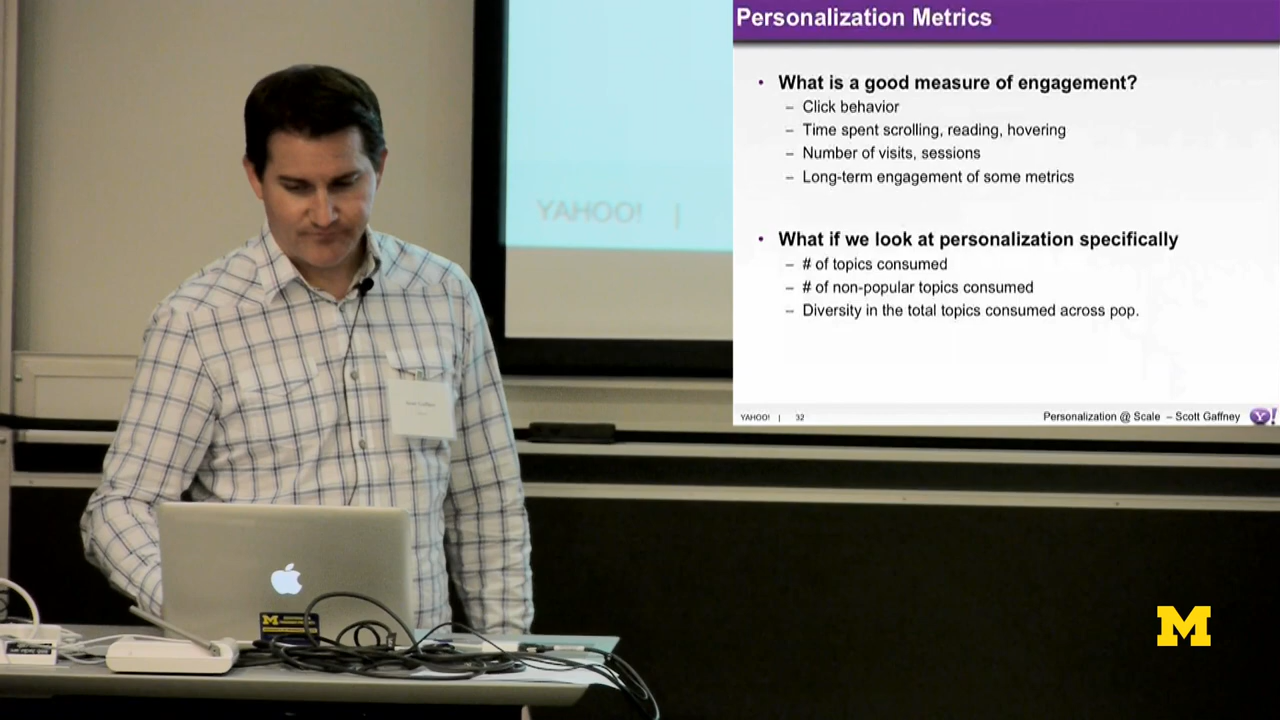 Personalization Metrics
• What is a good measure of engagement?
– Click behavior
– Time spent scrolling, reading, hovering
– Number of visits, sessions
– Long-term engagement of some metrics
• What if we look at personalization specifically
– # of topics consumed
– # of non-popular topics consumed
– Diversity in the total topics consumed across pop.
YAHOO! | 32
Personalization @ Scale – Scott Gaffney Y!
YAHOO! |
M
M